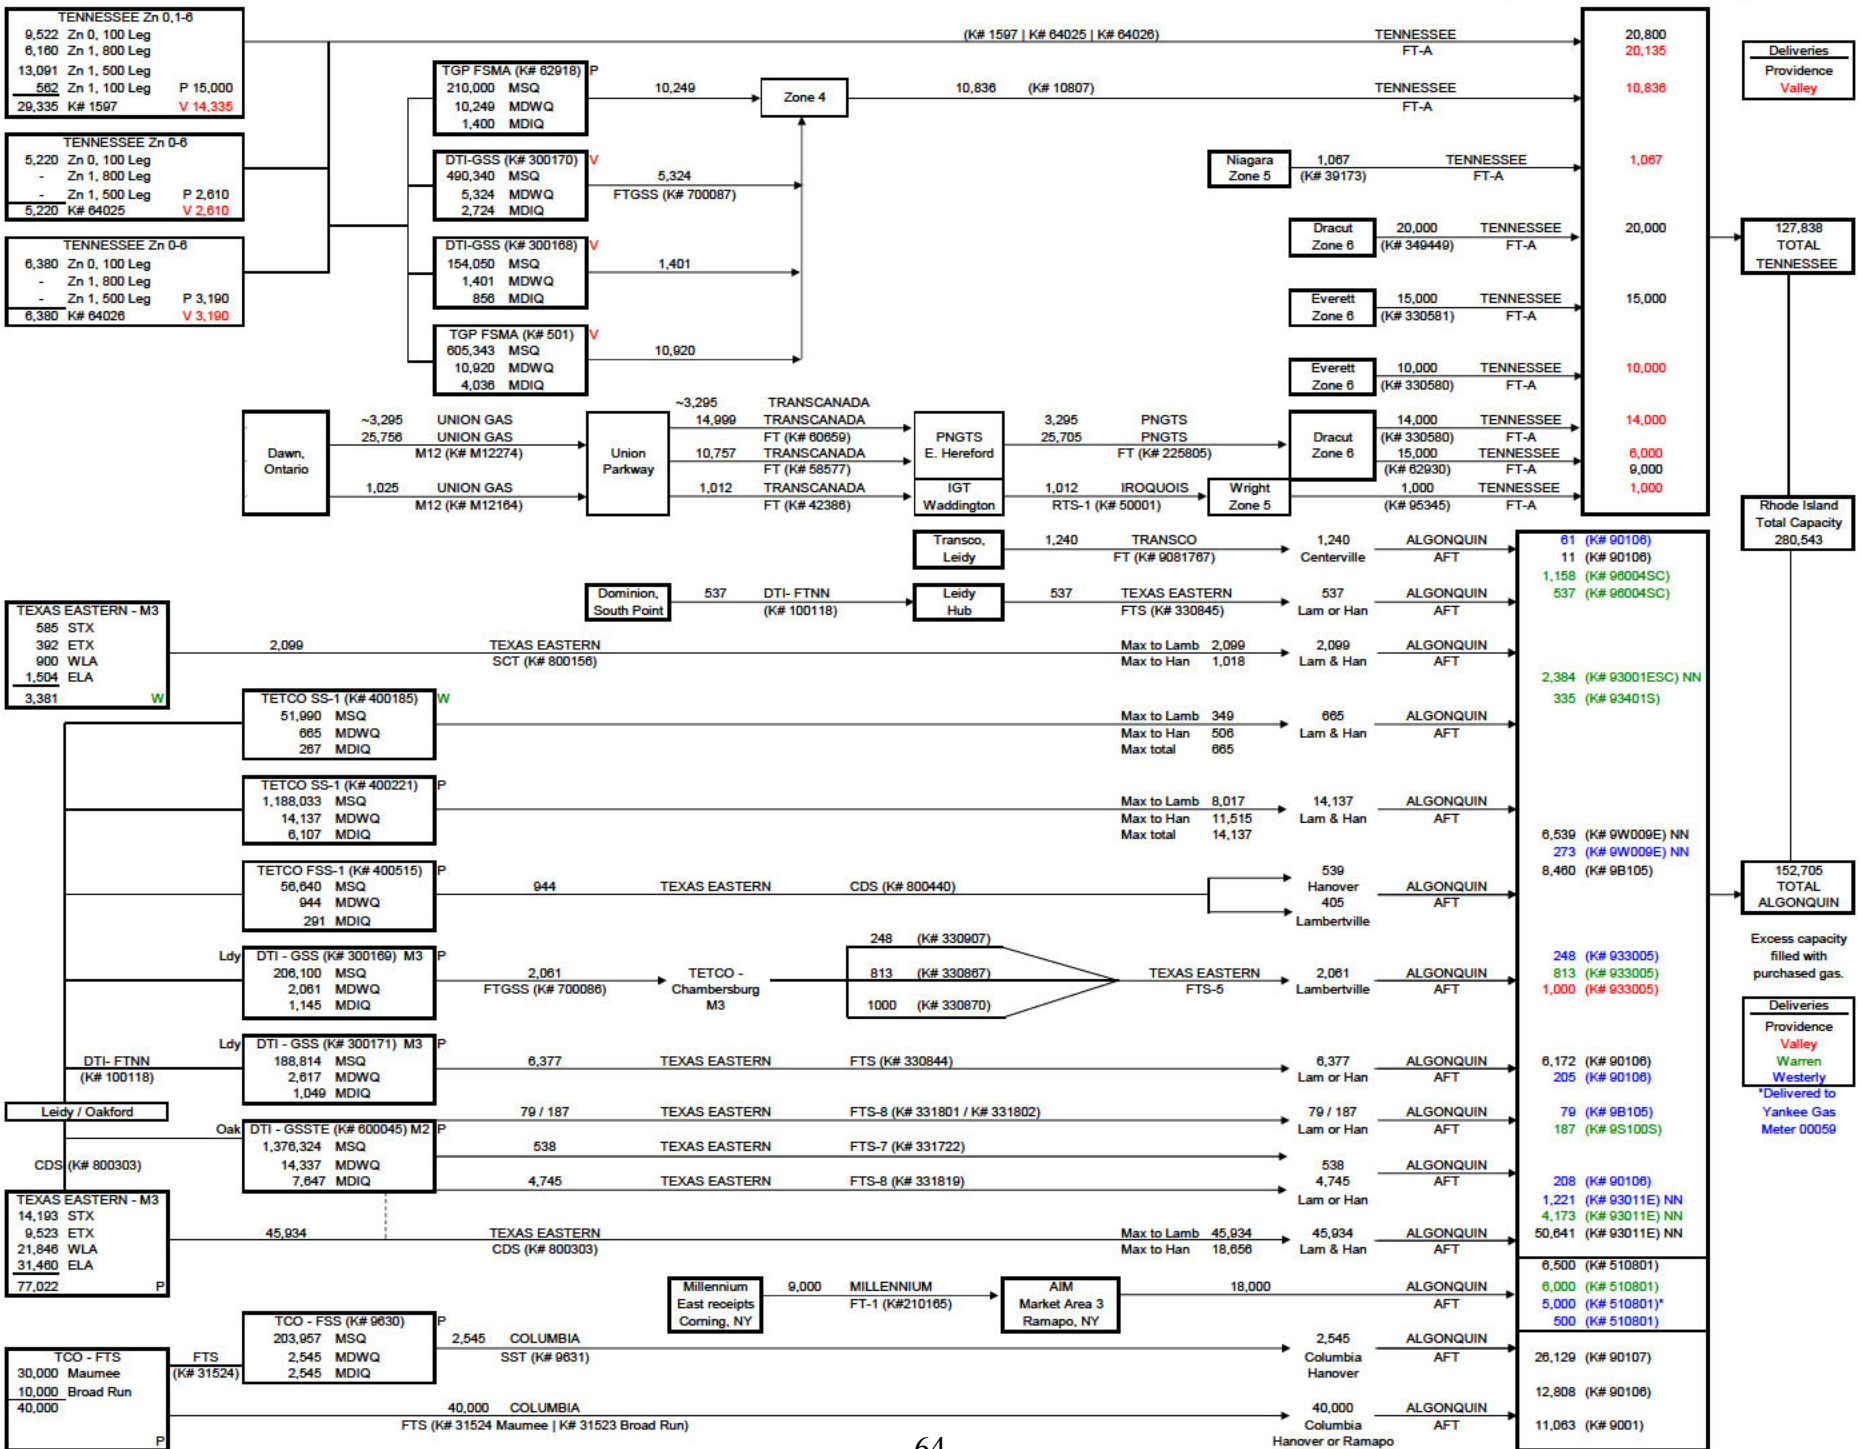 TENNESSEE Zn 0,1-6
9,522 Zn 0, 100 Leg
6,160 Zn 1, 800 Leg
13,091 Zn 1, 500 Leg
562 Zn 1, 100 Leg P 15,000
29,335 K# 1597 V 14,335
TENNESSEE Zn 0-6
5,220 Zn 0, 100 Leg
- Zn 1, 800 Leg
- Zn 1, 500 Leg P 2,610
5,220 K# 64025 V 2,610
TENNESSEE Zn 0-6
6,380 Zn 0, 100 Leg
- Zn 1, 800 Leg
- Zn 1, 500 Leg P 3,190
6,380 K# 64026 V 3,190
(K# 1597 | K# 64025 | K# 64026) TENNESSEE
FT-A
20,800
20,135
TGP FSMA (K# 62918) P
210,000 MSQ
10,249 MDWQ
1,400 MDIQ
10,249
Zone 4
10,836 (K# 10807) TENNESSEE
FT-A
10,836
DTI-GSS (K# 300170) V
490,340 MSQ
5,324 MDWQ
2,724 MDIQ
5,324
FTGSS (K# 700087)
DTI-GSS (K# 300168) V
154,050 MSQ
1,401 MDWQ
856 MDIQ
1,401
TGP FSMA (K# 501) V
605,343 MSQ
10,920 MDWQ
4,036 MDIQ
10,920
Niagara
Zone 5
1,067 TENNESSEE
(K# 39173) FT-A
1,067
Dracut
Zone 6
20,000 TENNESSEE
(K# 349449) FT-A
20,000
Everett
Zone 6
15,000 TENNESSEE
(K# 330581) FT-A
15,000
Everett
Zone 6
10,000 TENNESSEE
(K# 330580) FT-A
10,000
Deliveries
Providence
Valley
127,838
TOTAL
TENNESSEE
Dawn,
Ontario
~3,295 UNION GAS
25,756 UNION GAS
M12 (K# M12274)
1,025 UNION GAS
M12 (K# M12164)
Union
Parkway
~3,295 TRANSCANADA
14,999 TRANSCANADA
FT (K# 60659)
10,757 TRANSCANADA
FT (K# 58577)
1,012 TRANSCANADA
FT (K# 42386)
PNGTS
E. Hereford
IGT
Waddington
3,295 PNGTS
25,705 PNGTS
FT (K# 225805)
1,012 IROQUOIS
RTS-1 (K# 50001)
Dracut
Zone 6
Wright
Zone 5
14,000 TENNESSEE
(K# 330580) FT-A
15,000 TENNESSEE
(K# 62930) FT-A
1,000 TENNESSEE
(K# 95345) FT-A
14,000
6,000
9,000
1,000
Rhode Island
Total Capacity
280,543
Transco,
Leidy
1,240 TRANSCO
FT (K# 9081767)
1,240
Centerville
ALGONQUIN
AFT
61 (K# 90106)
11 (K# 90106)
1,158 (K# 96004SC)
537 (K# 96004SC)
Dominion,
South Point
537 DTI- FTNN
(K# 100118)
Leidy
Hub
537 TEXAS EASTERN
FTS (K# 330845)
537
Lam or Han
ALGONQUIN
AFT
TEXAS EASTERN - M3
585 STX
392 ETX
900 WLA
1,504 ELA
3,381 W
2,099 TEXAS EASTERN
SCT (K# 800156)
Max to Lamb 2,099
Max to Han 1,018
2,099
Lam & Han
ALGONQUIN
AFT
2,384 (K# 93001ESC) NN
335 (K# 93401S)
TETCO SS-1 (K# 400185) W
51,990 MSQ
665 MDWQ
267 MDIQ
Max to Lamb 349
Max to Han 506
Max total 665
665
Lam & Han
ALGONQUIN
AFT
TETCO SS-1 (K# 400221) P
1,188,033 MSQ
14,137 MDWQ
6,107 MDIQ
Max to Lamb 8,017
Max to Han 11,515
Max total 14,137
14,137
Lam & Han
ALGONQUIN
AFT
6,539 (K# 9W009E) NN
273 (K# 9W009E) NN
8,460 (K# 9B105)
TETCO FSS-1 (K# 400515) P
56,640 MSQ
944 MDWQ
291 MDIQ
944 TEXAS EASTERN CDS (K# 800440)
539
Hanover
405
Lambertville
ALGONQUIN
AFT
152,705
TOTAL
ALGONQUIN
Excess capacity
filled with
purchased gas.
Ldy DTI - GSS (K# 300169) M3 P
206,100 MSQ
2,061 MDWQ
1,145 MDIQ
2,061
FTGSS (K# 700086)
TETCO -
Chambersburg
M3
248 (K# 330907)
813 (K# 330867)
1000 (K# 330870)
TEXAS EASTERN
FTS-5
2,061
Lambertville
ALGONQUIN
AFT
248 (K# 933005)
813 (K# 933005)
1,000 (K# 933005)
Deliveries
Providence
Valley
Warren
Westerly
*Delivered to
Yankee Gas
Meter 00059
DTI- FTNN
(K# 100118)
Ldy DTI - GSS (K# 300171) M3 P
188,814 MSQ
2,617 MDWQ
1,049 MDIQ
6,377 TEXAS EASTERN FTS (K# 330844)
6,377
Lam or Han
ALGONQUIN
AFT
6,172 (K# 90106)
205 (K# 90106)
Leidy / Oakford
Oak DTI - GSSTE (K# 600045) M2 P
1,376,324 MSQ
14,337 MDWQ
7,647 MDIQ
79 / 187 TEXAS EASTERN FTS-8 (K# 331801 / K# 331802)
79 / 187
Lam or Han
ALGONQUIN
AFT
79 (K# 9B105)
187 (K# 9S100S)
538 TEXAS EASTERN FTS-7 (K# 331722)
4,745 TEXAS EASTERN FTS-8 (K# 331819)
538
4,745
Lam or Han
ALGONQUIN
AFT
208 (K# 90106)
1,221 (K# 93011E) NN
4,173 (K# 93011E) NN
50,641 (K# 93011E) NN
CDS (K# 800303)
TEXAS EASTERN - M3
14,193 STX
9,523 ETX
21,846 WLA
31,460 ELA
77,022 P
45,934 TEXAS EASTERN
CDS (K# 800303)
Max to Lamb 45,934
Max to Han 18,656
45,934
Lam & Han
ALGONQUIN
AFT
Millennium
East receipts
Corning, NY
9,000 MILLENNIUM
FT-1 (K#210165)
AIM
Market Area 3
Ramapo, NY
18,000 ALGONQUIN
AFT
6,500 (K# 510801)
6,000 (K# 510801)
5,000 (K# 510801)*
500 (K# 510801)
TCO - FTS
30,000 Maumee
10,000 Broad Run
40,000
P
FTS
(K# 31524)
TCO - FSS (K# 9630) P
203,957 MSQ
2,545 MDWQ
2,545 MDIQ
2,545 COLUMBIA
SST (K# 9631)
2,545
Columbia
Hanover
ALGONQUIN
AFT
26,129 (K# 90107)
12,808 (K# 90106)
11,063 (K# 9001)
40,000 COLUMBIA
FTS (K# 31524 Maumee | K# 31523 Broad Run)
40,000
Columbia
Hanover or Ramapo
ALGONQUIN
AFT
64